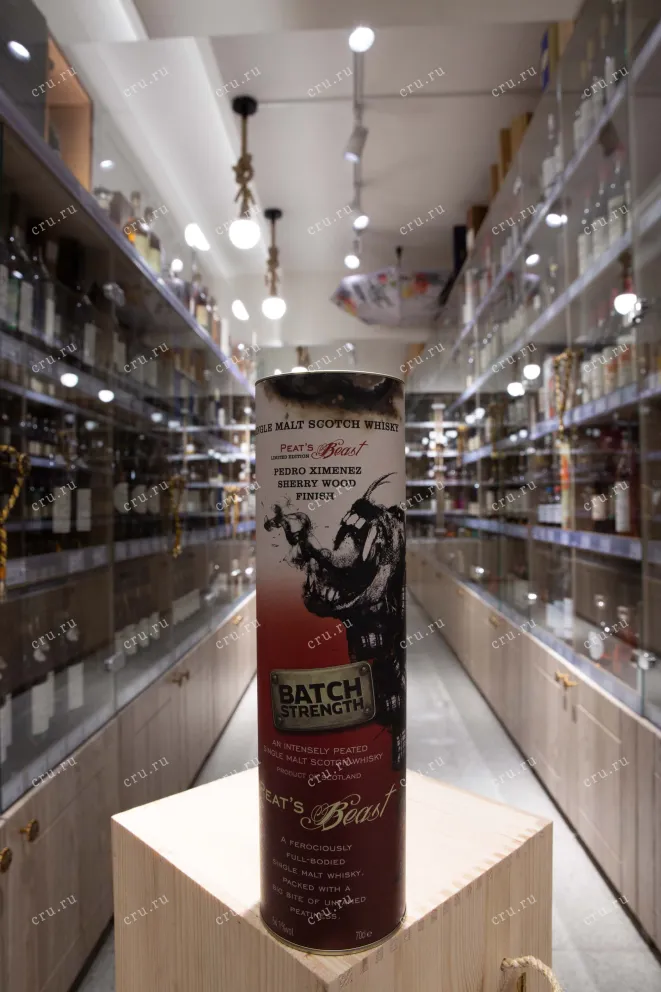 SINGLE MALT SCOTCH WHISKY
PEAT'S Beast
LIMITED EDITION
PEDRO XIMENEZ
SHERRY WOOD
FINISH
BATCH
STRENGTH
AN INTENSELY PEATED
SINGLE MALT SCOTCH WHISKY
PRODUCT OF SCOTLAND
PEAT'S Beast
A FEROCIOUSLY
FULL-BODIED
SINGLE MALT WHISKY.
PACKED WITH A
BIG BITE OF UNTAMED
PEATINESS.
70cl e
cru.ru